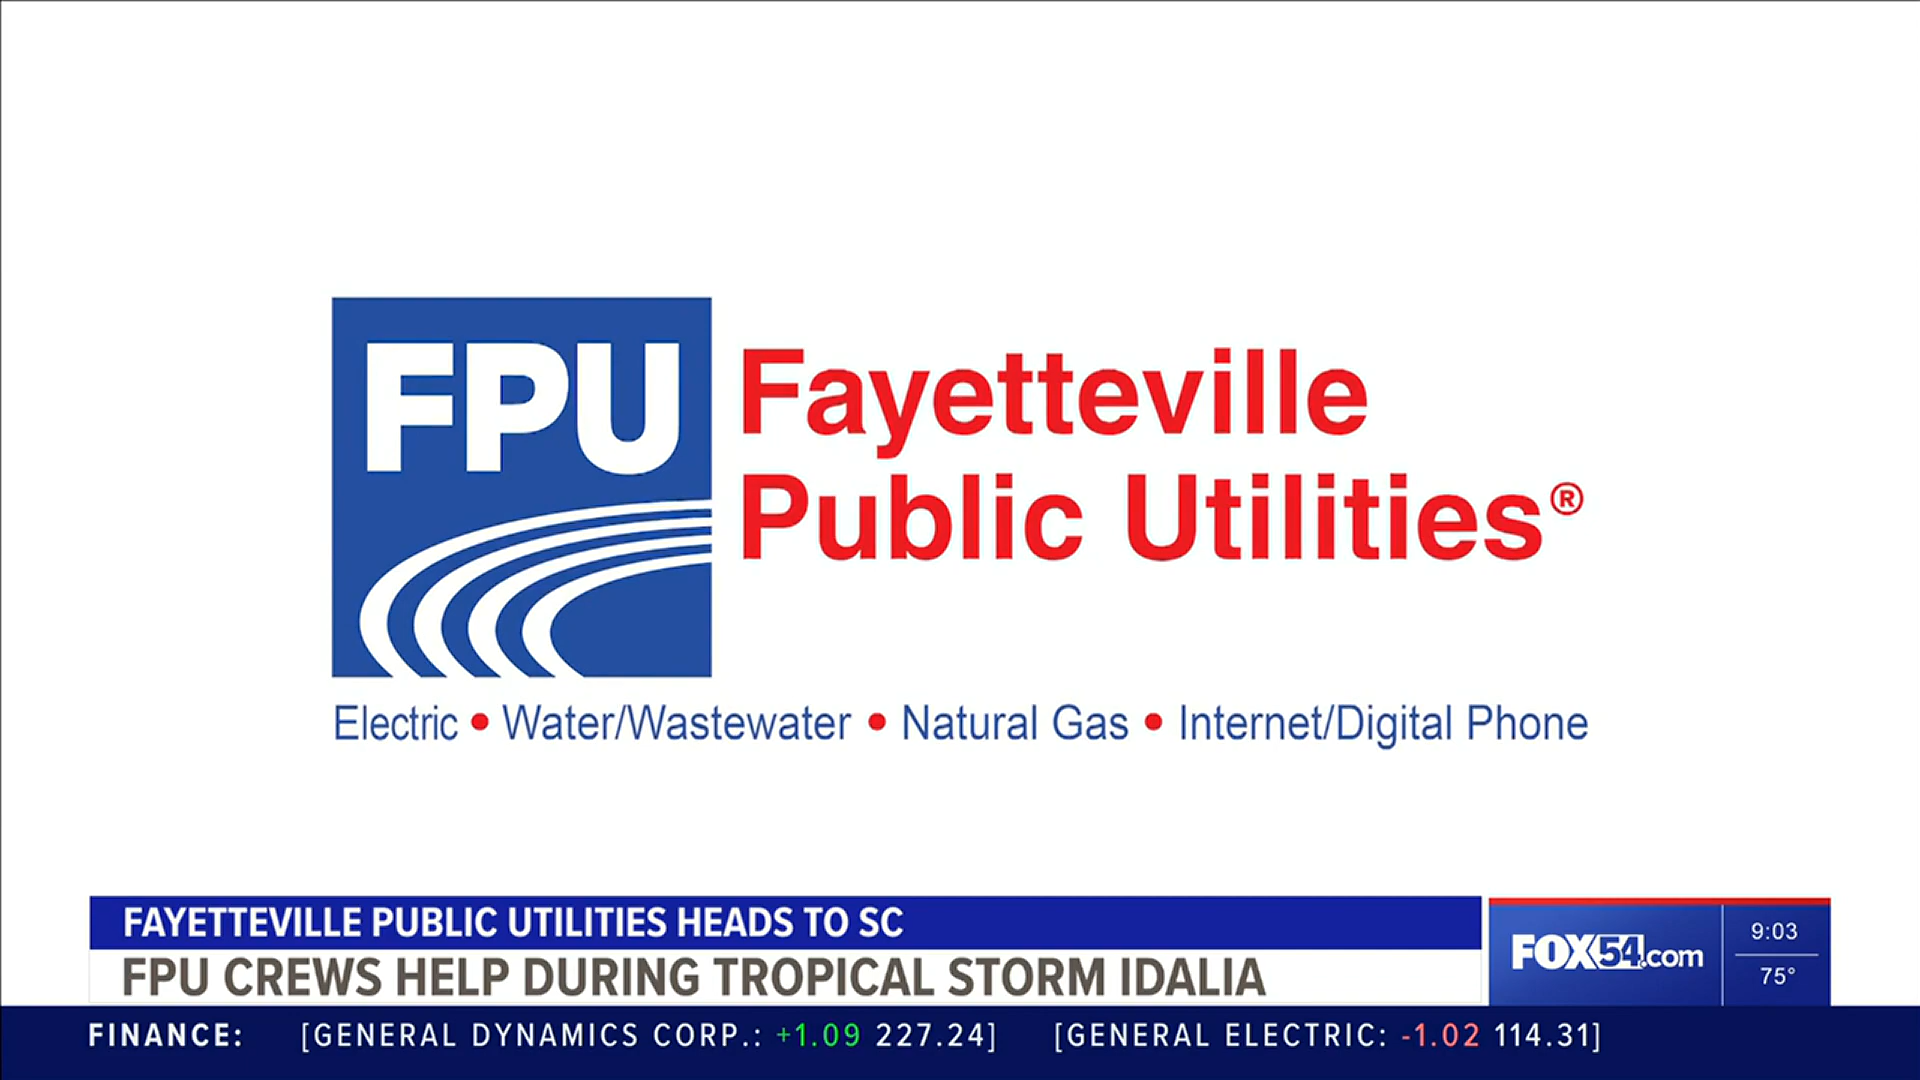 FPU
Fayetteville
Public Utilities®
Electric • Water/Wastewater • Natural Gas • Internet/Digital Phone
FAYETTEVILLE PUBLIC UTILITIES HEADS TO SC
FPU CREWS HELP DURING TROPICAL STORM IDALIA
FOX54.com
9:03
75°
FINANCE: [GENERAL DYNAMICS CORP.: +1.09 227.24] [GENERAL ELECTRIC: -1.02 114.31]